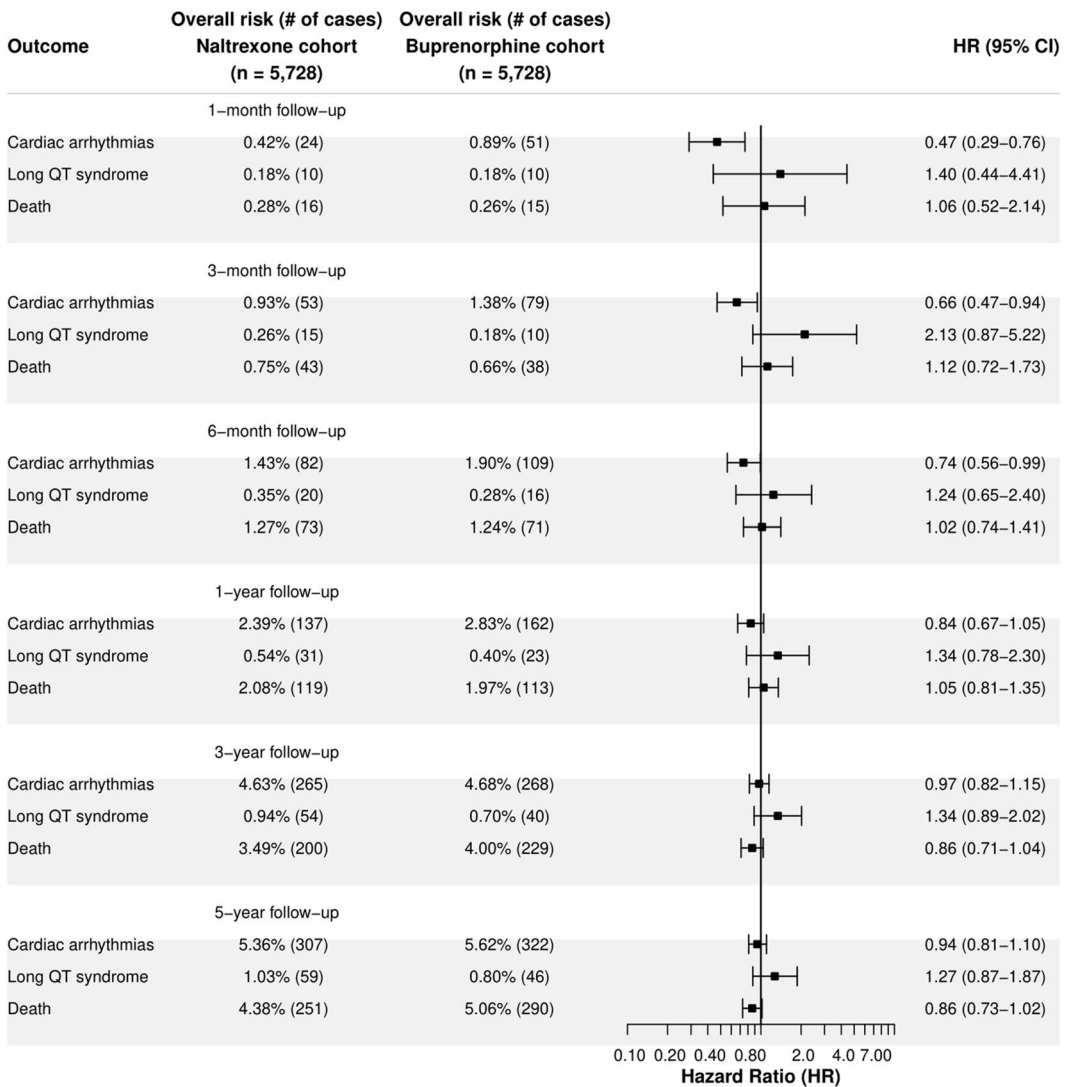 Overall risk (# of cases) Overall risk (# of cases)
Outcome Naltrexone cohort Buprenorphine cohort HR (95% CI)
(n = 5,728) (n = 5,728)
1−month follow−up
Cardiac arrhythmias 0.42% (24) 0.89% (51) 0.47 (0.29−0.76)
Long QT syndrome 0.18% (10) 0.18% (10) 1.40 (0.44−4.41)
Death 0.28% (16) 0.26% (15) 1.06 (0.52−2.14)
3−month follow−up
Cardiac arrhythmias 0.93% (53) 1.38% (79) 0.66 (0.47−0.94)
Long QT syndrome 0.26% (15) 0.18% (10) 2.13 (0.87−5.22)
Death 0.75% (43) 0.66% (38) 1.12 (0.72−1.73)
6−month follow−up
Cardiac arrhythmias 1.43% (82) 1.90% (109) 0.74 (0.56−0.99)
Long QT syndrome 0.35% (20) 0.28% (16) 1.24 (0.65−2.40)
Death 1.27% (73) 1.24% (71) 1.02 (0.74−1.41)
1−year follow−up
Cardiac arrhythmias 2.39% (137) 2.83% (162) 0.84 (0.67−1.05)
Long QT syndrome 0.54% (31) 0.40% (23) 1.34 (0.78−2.30)
Death 2.08% (119) 1.97% (113) 1.05 (0.81−1.35)
3−year follow−up
Cardiac arrhythmias 4.63% (265) 4.68% (268) 0.97 (0.82−1.15)
Long QT syndrome 0.94% (54) 0.70% (40) 1.34 (0.89−2.02)
Death 3.49% (200) 4.00% (229) 0.86 (0.71−1.04)
5−year follow−up
Cardiac arrhythmias 5.36% (307) 5.62% (322) 0.94 (0.81−1.10)
Long QT syndrome 1.03% (59) 0.80% (46) 1.27 (0.87−1.87)
Death 4.38% (251) 5.06% (290) 0.86 (0.73−1.02)
0.10 0.20 0.40 0.80 2.0 4.0 7.00
Hazard Ratio (HR)